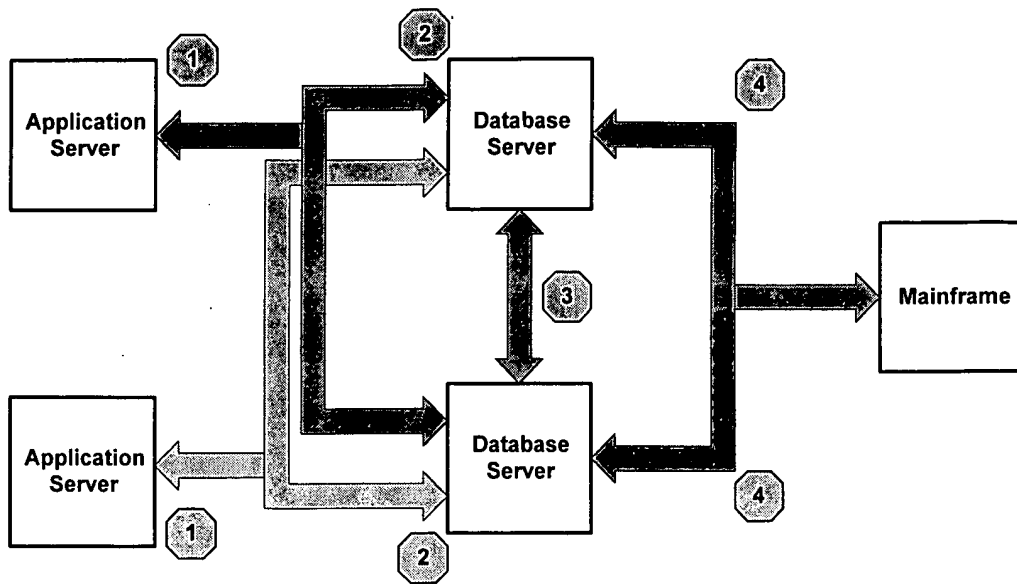 1
2
4
Application
Server
Database
Server
3
Mainframe
Application
Server
Database
Server
1
2
4